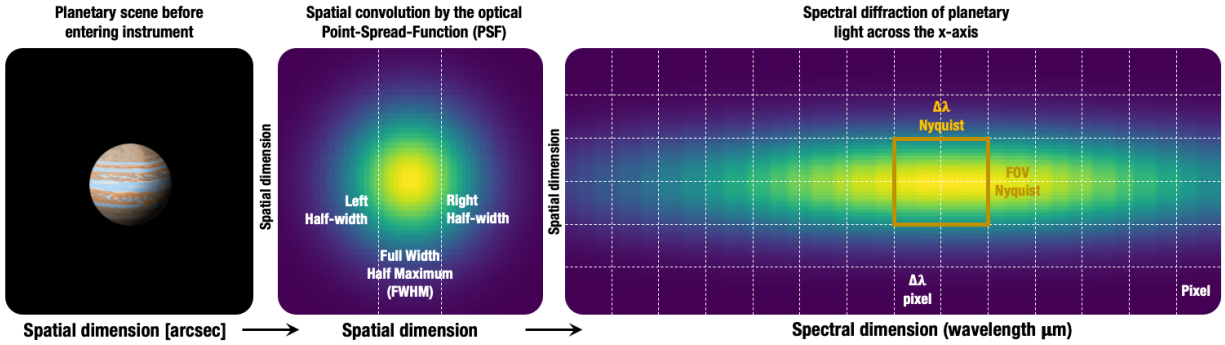 Planetary scene before
entering instrument
Spatial convolution by the optical
Point-Spread-Function (PSF)
Spectral diffraction of planetary
light across the x-axis
Spatial dimension
Left
Half-width
Right
Half-width
Full Width
Half Maximum
(FWHM)
Spatial dimension
Δλ
Nyquist
FOV
Nyquist
Δλ
pixel
Pixel
Spatial dimension [arcsec]
Spatial dimension
Spectral dimension (wavelength μm)